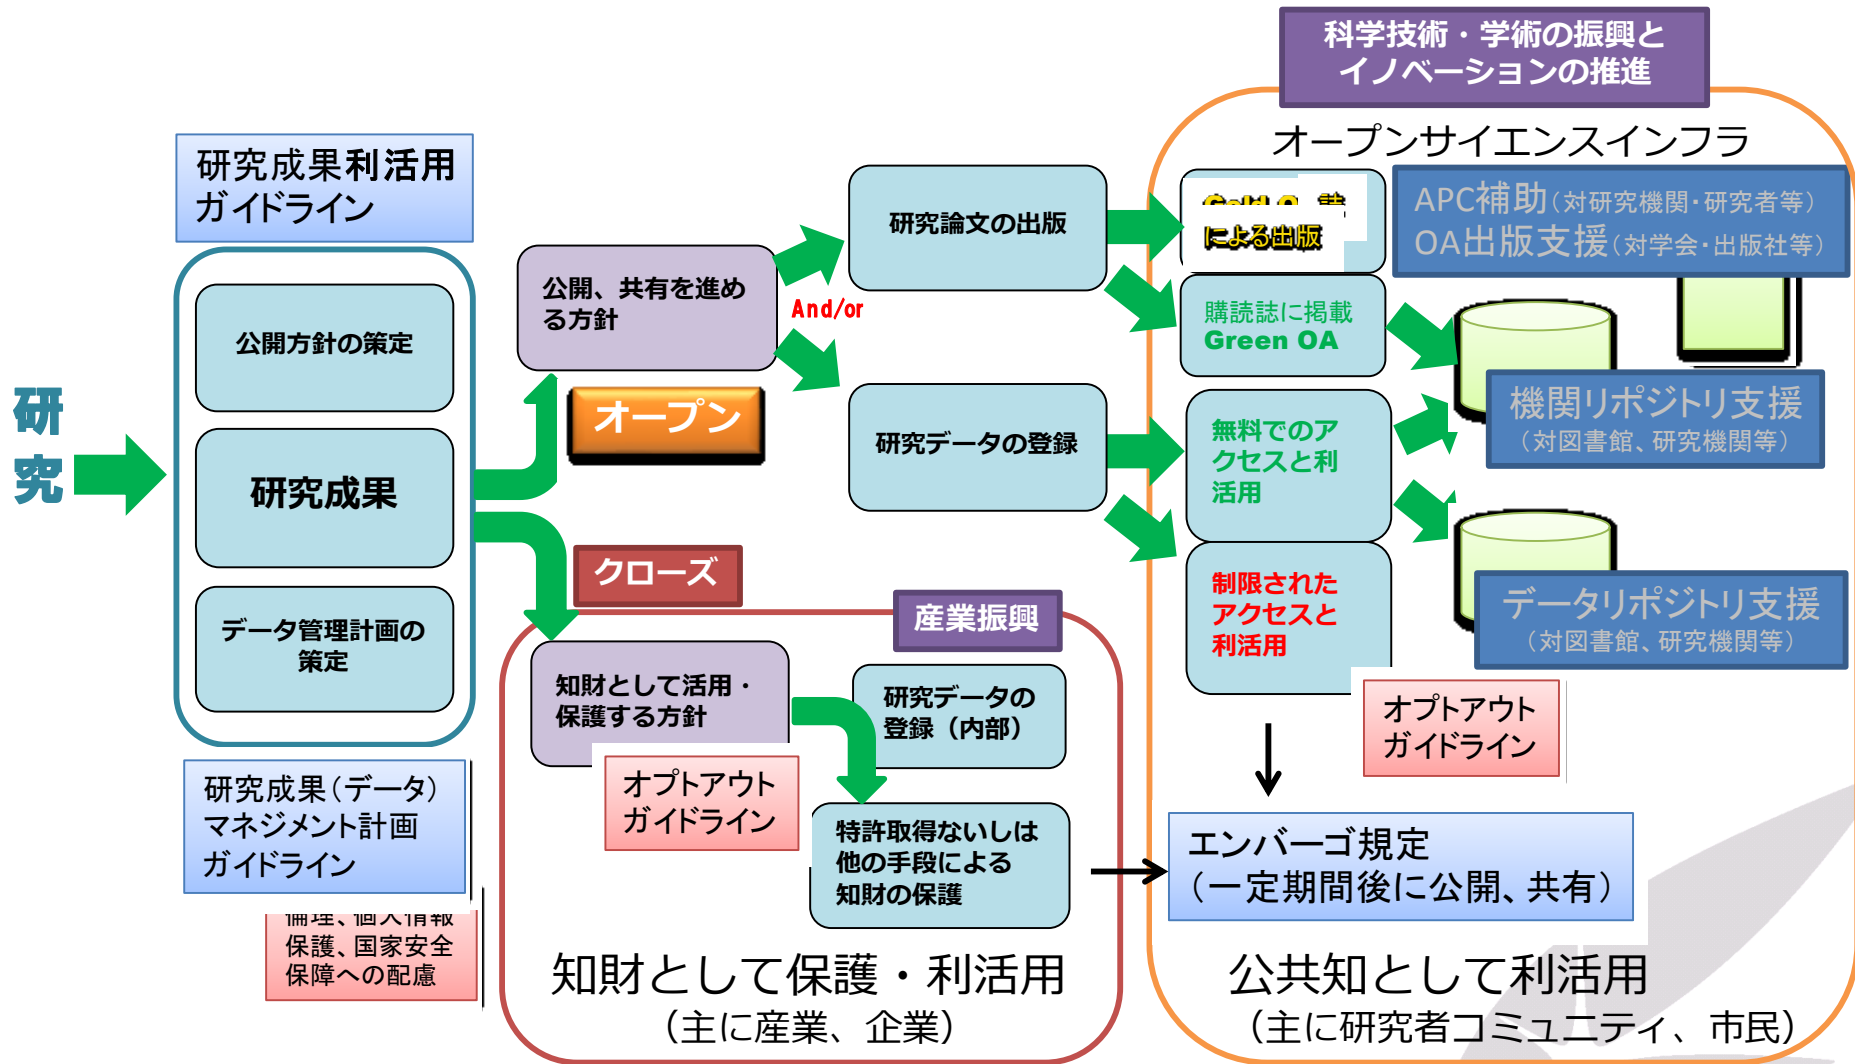 科学技術・学術の振興と
イノベーションの推進
オープンサイエンスインフラ
研究成果利活用
ガイドライン
公開方針の策定
研究成果
データ管理計画の
策定
研究
研究成果（データ）
マネジメント計画
ガイドライン
倫理、個人情報
保護、国家安全
保障への配慮
公開、共有を進め
る方針
And/or
オープン
クローズ
研究論文の出版
研究データの登録
による出版
購読誌に掲載
Green OA
無料でのア
クセスと利
活用
制限された
アクセスと
利活用
APC補助（対研究機関・研究者等）
OA出版支援（対学会・出版社等）
機関リポジトリ支援
（対図書館、研究機関等）
データリポジトリ支援
（対図書館、研究機関等）
オプトアウト
ガイドライン
産業振興
知財として活用・
保護する方針
研究データの
登録（内部）
オプトアウト
ガイドライン
特許取得ないしは
他の手段による
知財の保護
エンバーゴ規定
（一定期間後に公開、共有）
知財として保護・利活用
（主に産業、企業）
公共知として利活用
（主に研究者コミュニティ、市民）